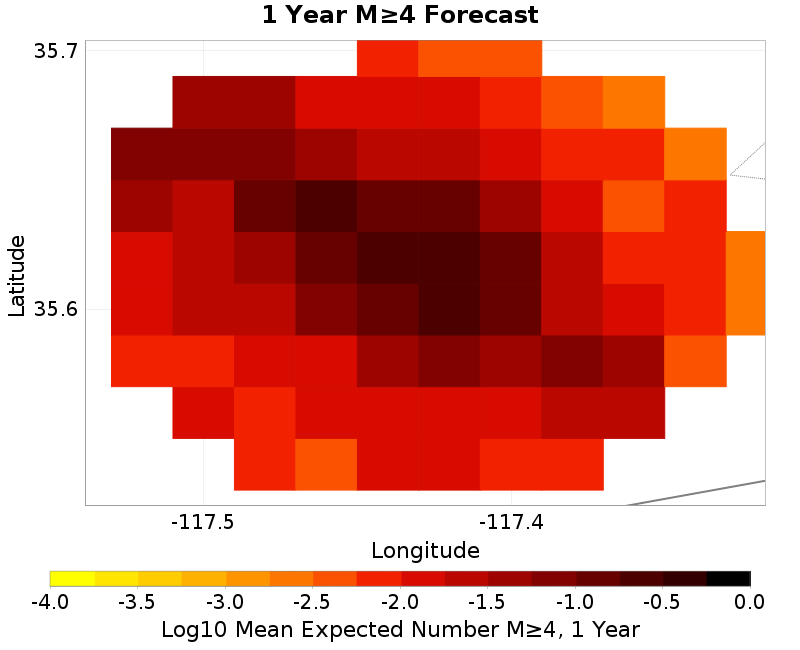 1 Year M≥4 Forecast
35.7
35.6
Latitude
-117.5 -117.4
Longitude
-4.0 -3.5 -3.0 -2.5 -2.0 -1.5 -1.0 -0.5 0.0
Log10 Mean Expected Number M≥4, 1 Year